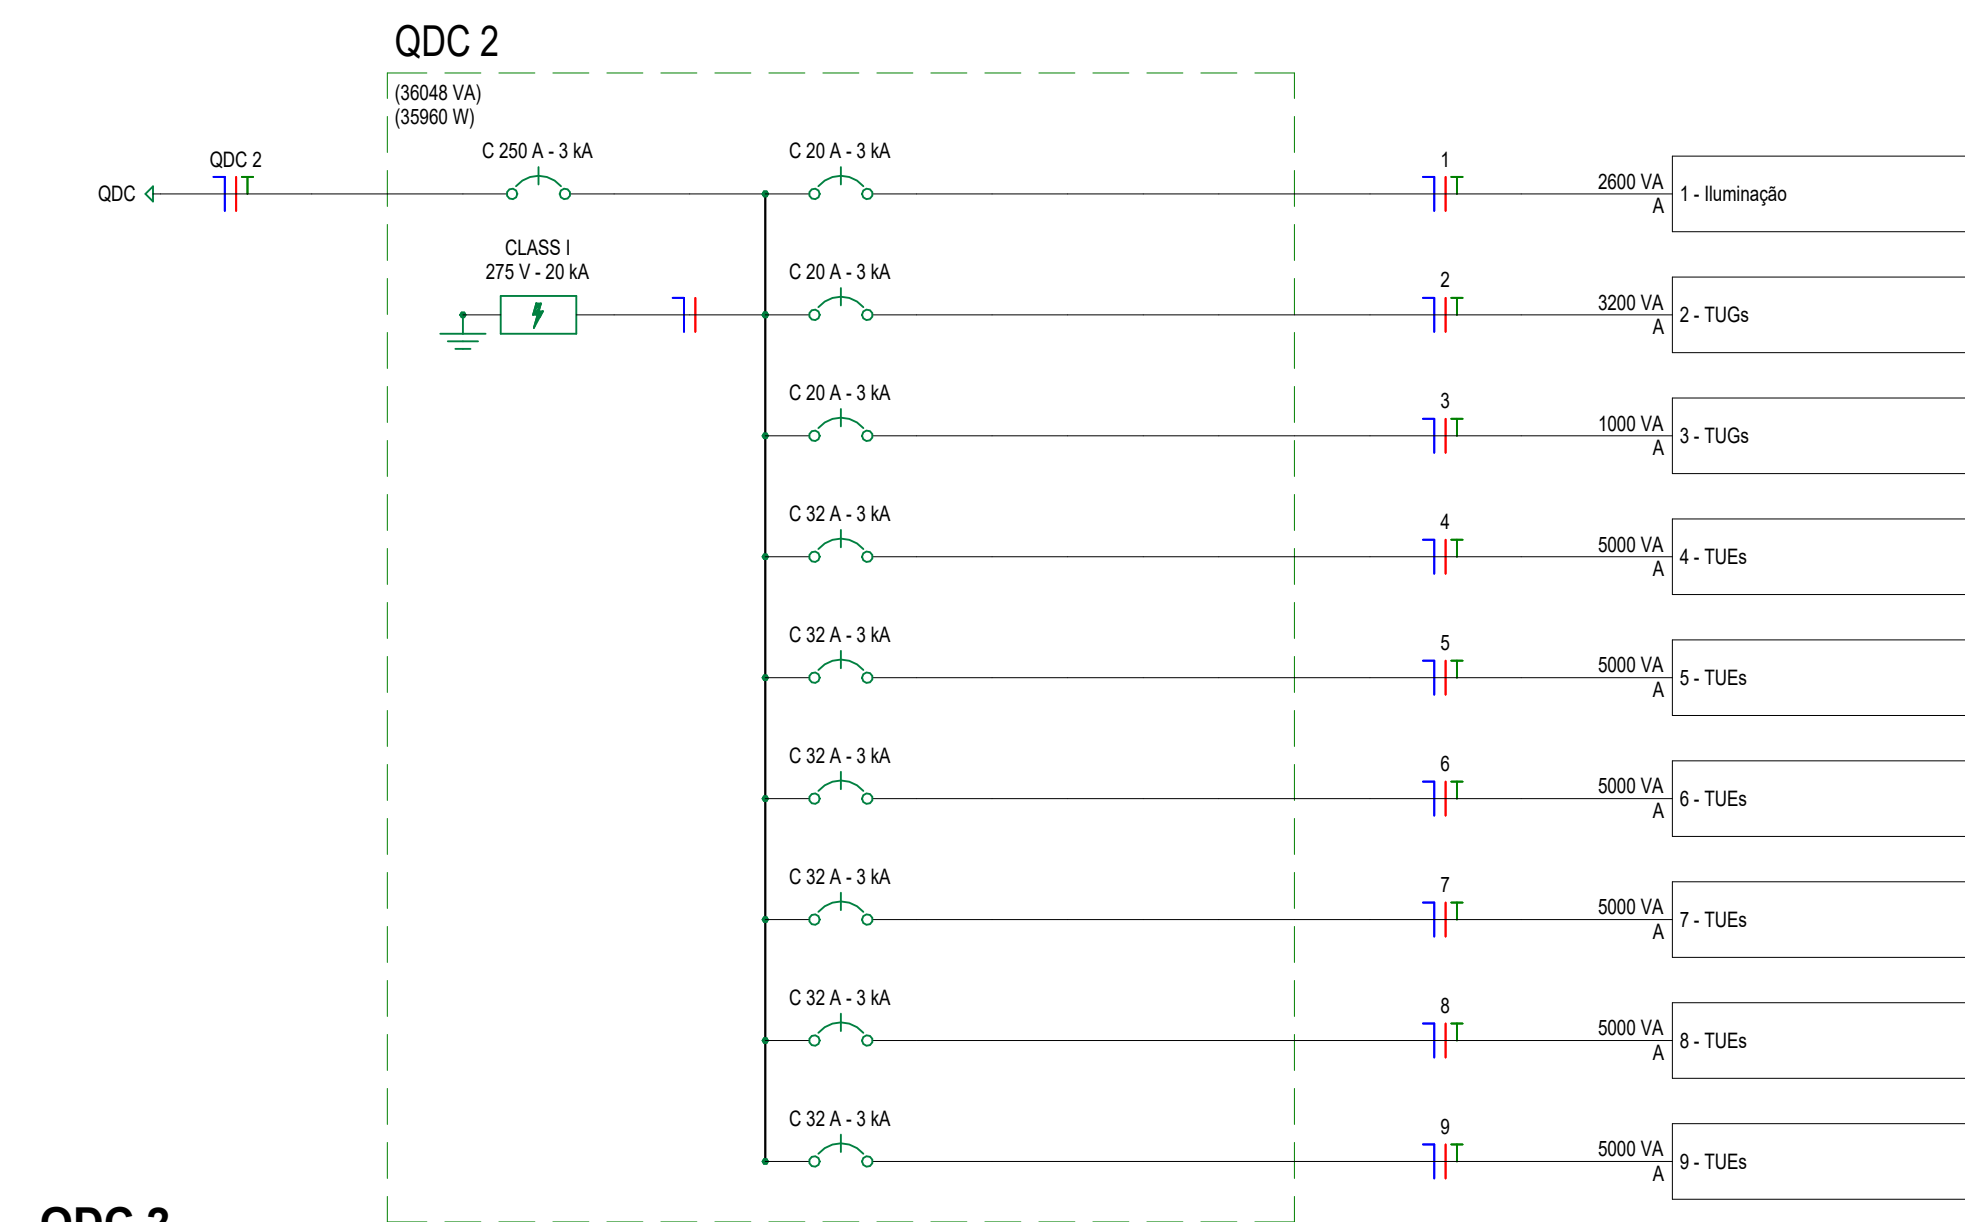 QDC 2
(36048 VA)
(35960 W)
QDC
QDC 2
C 250 A - 3 kA
CLASS I
275 V - 20 kA
C 20 A - 3 kA
1
2600 VA
A
1 - Iluminação
C 20 A - 3 kA
2
3200 VA
A
2 - TUGs
C 20 A - 3 kA
3
1000 VA
A
3 - TUGs
C 32 A - 3 kA
4
5000 VA
A
4 - TUEs
C 32 A - 3 kA
5
5000 VA
A
5 - TUEs
C 32 A - 3 kA
6
5000 VA
A
6 - TUEs
C 32 A - 3 kA
7
5000 VA
A
7 - TUEs
C 32 A - 3 kA
8
5000 VA
A
8 - TUEs
C 32 A - 3 kA
9
5000 VA
A
9 - TUEs
QDC 2